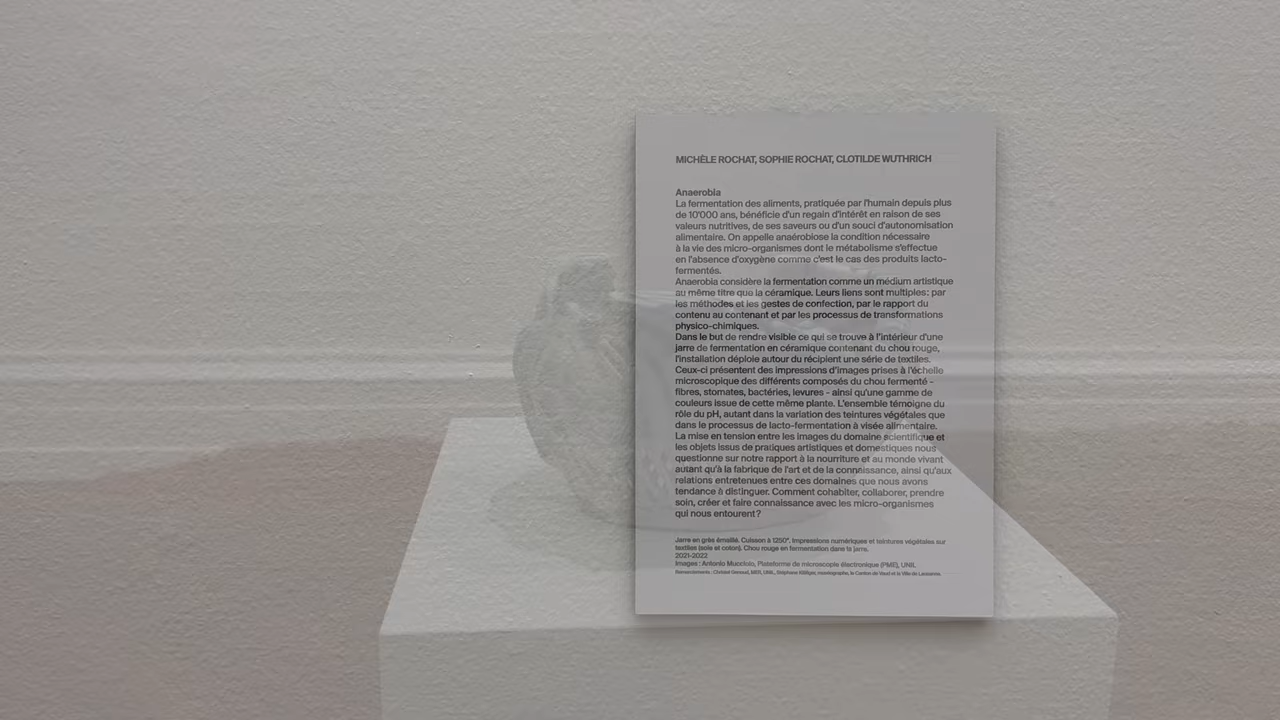 MICHÈLE ROCHAT, SOPHIE ROCHAT, CLOTILDE WUTHRICH
Anaerobia
La fermentation des aliments, pratiquée par l'humain depuis plus
de 10'000 ans, bénéficie d'un regain d'intérêt en raison de ses
valeurs nutritives, de ses saveurs ou d'un souci d'autonomisation
alimentaire. On appelle anaérobiose la condition nécessaire
à la vie des micro-organismes dont le métabolisme s'effectue
en l'absence d'oxygène comme c'est le cas des produits lacto-
fermentés.
Anaerobia considère la fermentation comme un médium artistique
au même titre que la céramique. Leurs liens sont multiples : par
les méthodes et les gestes de confection, par le rapport du
contenu au contenant et par les processus de transformations
physico-chimiques.
Dans le but de rendre visible ce qui se trouve à l'intérieur d'une
jarre de fermentation en céramique contenant du chou rouge,
l'installation déploie autour du récipient une série de textiles.
Ceux-ci présentent des impressions d'images prises à l'échelle
microscopique des différents composés du chou fermenté -
fibres, stomates, bactéries, levures - ainsi qu'une gamme de
couleurs issue de cette même plante. L'ensemble témoigne du
rôle du pH, autant dans la variation des teintures végétales que
dans le processus de lacto-fermentation à visée alimentaire.
La mise en tension entre les images du domaine scientifique et
les objets issus de pratiques artistiques et domestiques nous
questionne sur notre rapport à la nourriture et au monde vivant
autant qu'à la fabrique de l'art et de la connaissance, ainsi qu'aux
relations entretenues entre ces domaines que nous avons
tendance à distinguer. Comment cohabiter, collaborer, prendre
soin, créer et faire connaissance avec les micro-organismes
qui nous entourent ?
Jarre en grès émaillé. Cuisson à 1250°. Impressions numériques et teintures végétales sur
textiles (soie et coton). Chou rouge en fermentation dans la jarre.
2021-2022
Images : Antonio Mucciolo, Plateforme de microscopie électronique (PME), UNIL
Remerciements : Christel Genoud, UNIL, Stéphane le Canton de Vaud et la Ville de Lausanne.